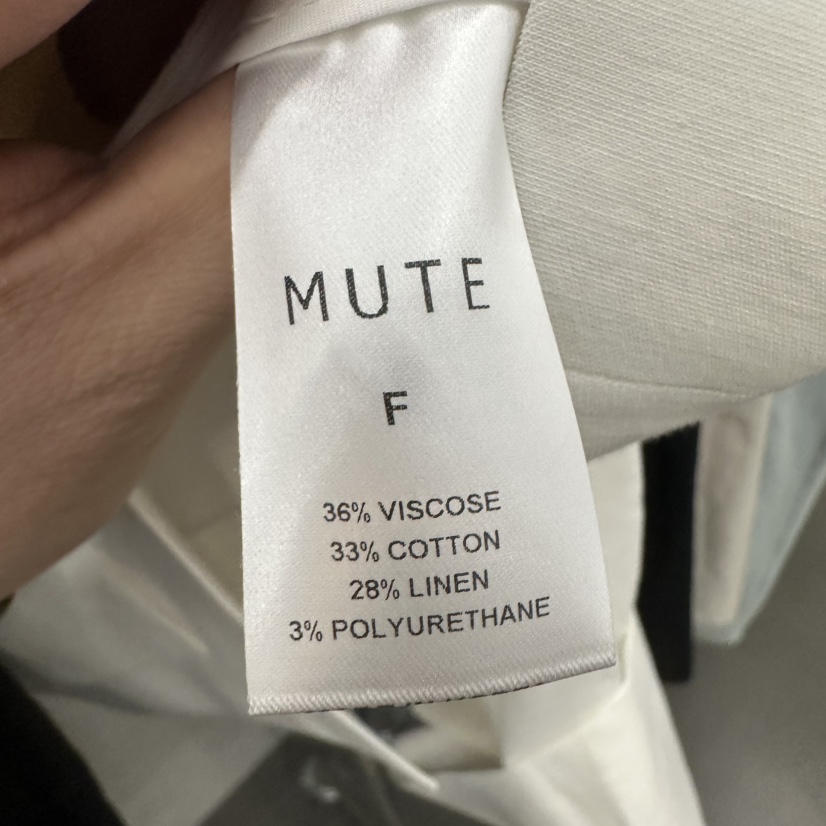 MUTE
F
36% VISCOSE
33% COTTON
28% LINEN
3% POLYURETHANE